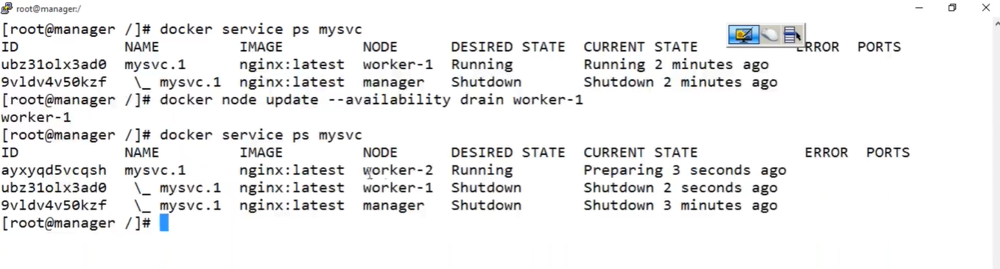 root@manager:/
[root@manager /]# docker service ps mysvc
ID NAME IMAGE NODE DESIRED STATE CURRENT STATE ERROR PORTS
ubz31olx3ad0 mysvc.1 nginx:latest worker-1 Running Running 2 minutes ago
9vldv4v50kzf \_ mysvc.1 nginx:latest manager Shutdown Shutdown 2 minutes ago
[root@manager /]# docker node update --availability drain worker-1
worker-1
[root@manager /]# docker service ps mysvc
ID NAME IMAGE NODE DESIRED STATE CURRENT STATE ERROR PORTS
ayxyqd5vcqsh mysvc.1 nginx:latest worker-2 Running Preparing 3 seconds ago
ubz31olx3ad0 \_ mysvc.1 nginx:latest worker-1 Shutdown Shutdown 2 seconds ago
9vldv4v50kzf \_ mysvc.1 nginx:latest manager Shutdown Shutdown 3 minutes ago
[root@manager /]#